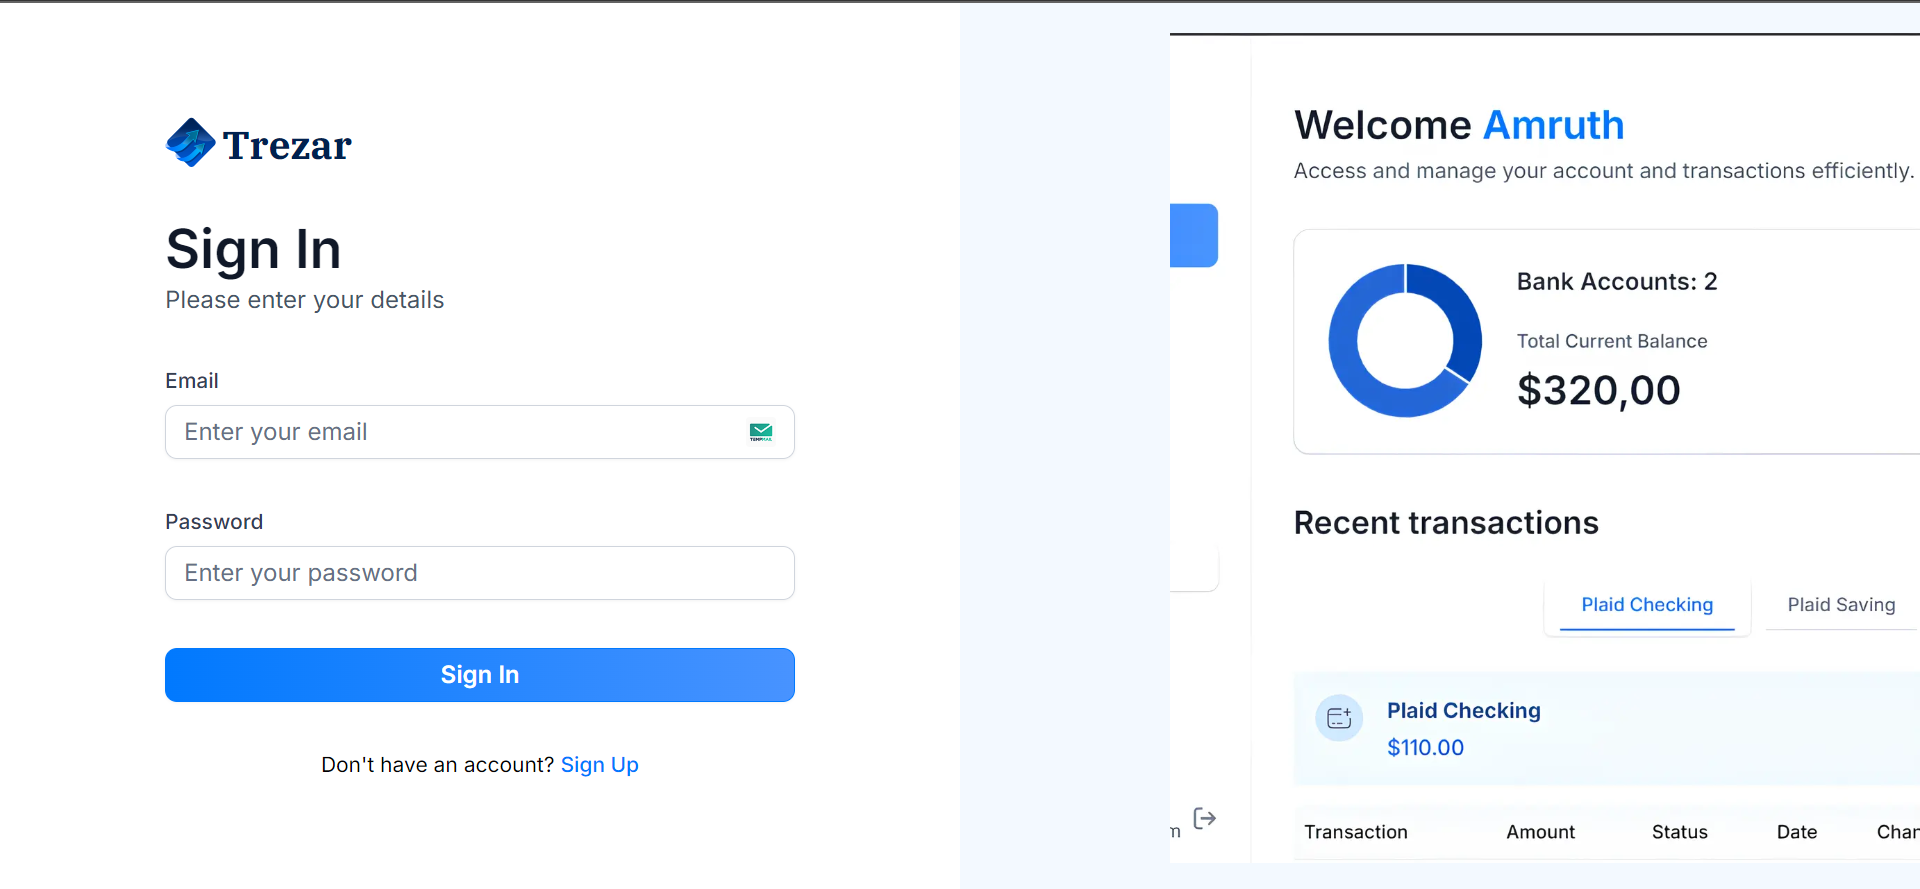 Trezar
Sign In
Please enter your details
Email
Enter your email
TEMPMAIL
Password
Enter your password
Sign In
Don't have an account? Sign Up
Welcome Amruth
Access and manage your account and transactions efficiently.
Bank Accounts: 2
Total Current Balance
$320,00
Recent transactions
Plaid Checking Plaid Saving
Plaid Checking
$110.00
m
Transaction Amount Status Date Chan